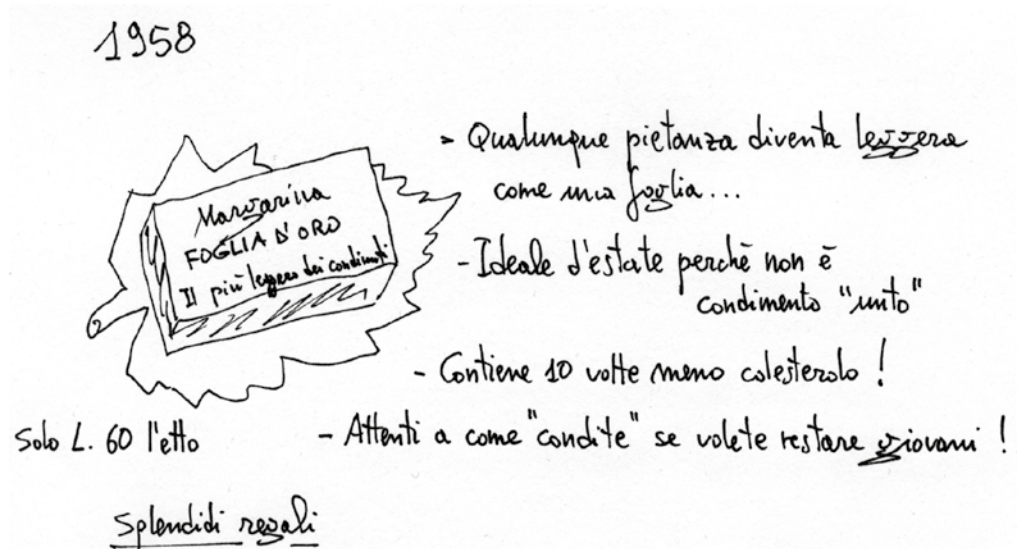 1958
- Qualunque pietanza diventa leggera
come una foglia...
Margarina
FOGLIA D'ORO
Il più leggero dei condimenti
- Ideale d'estate perchè non è
condimento "unto"
- Contiene 10 volte meno colesterolo!
Solo L. 60 l'etto
- Attenti a come "condite" se volete restare giovani!
Splendidi regali